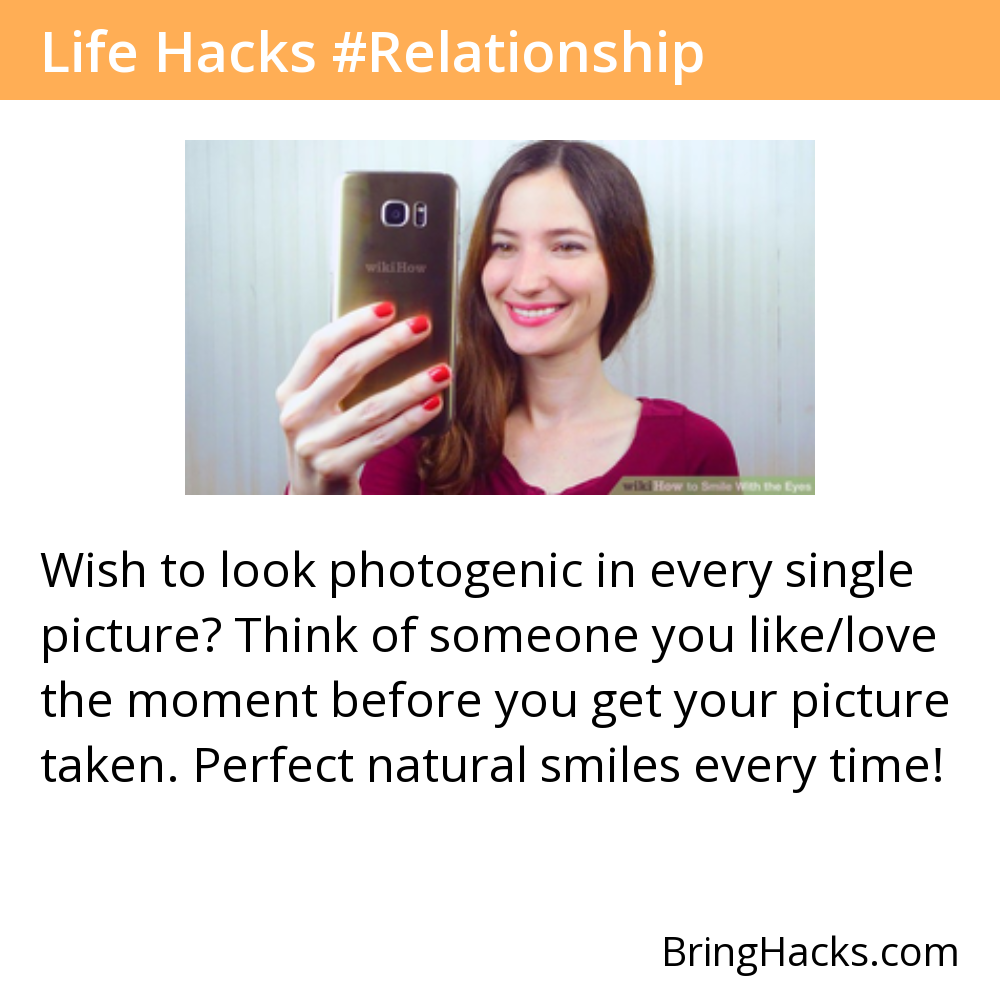 Life Hacks #Relationship
wikiHow
wikiHow to Smile With the Eyes
Wish to look photogenic in every single
picture? Think of someone you like/love
the moment before you get your picture
taken. Perfect natural smiles every time!
BringHacks.com